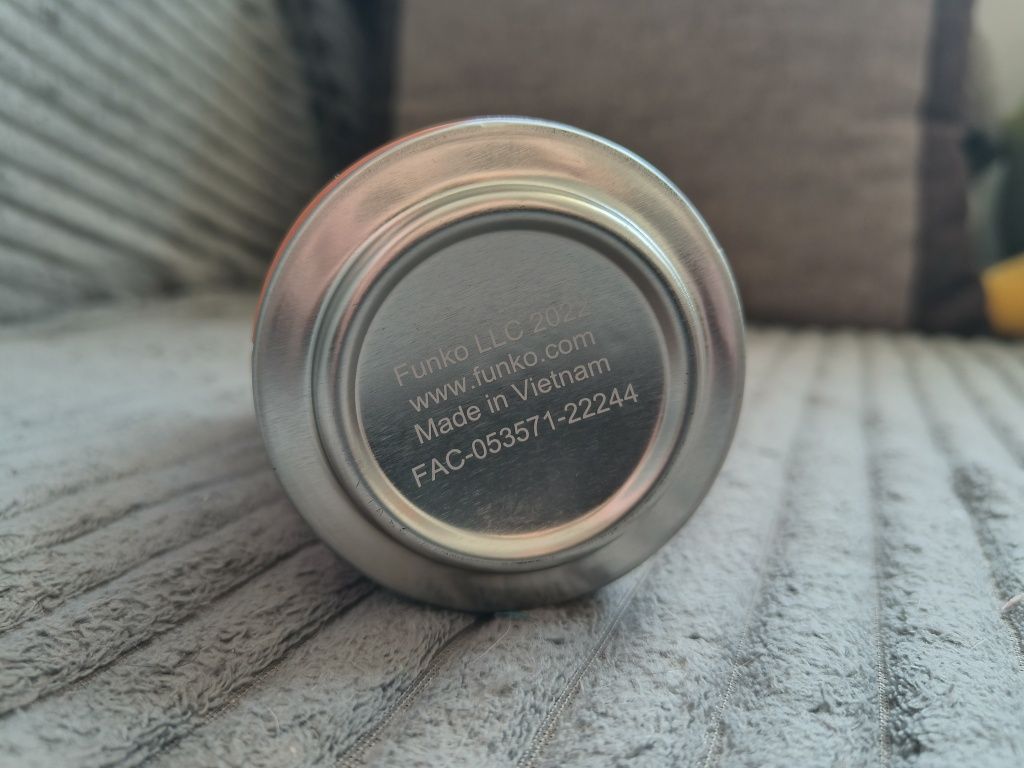 Funko LLC 2022
www.funko.com
Made in Vietnam
FAC-053571-22244